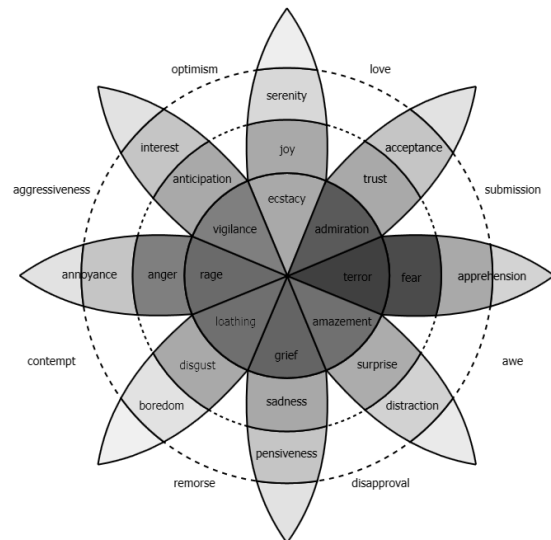 optimism
love
serenity
interest
acceptance
joy
anticipation
trust
aggressiveness
submission
ecstacy
vigilance
admiration
annoyance
anger
rage
terror
fear
apprehension
loathing
amazement
grief
contempt
disgust
surprise
awe
boredom
sadness
distraction
pensiveness
remorse
disapproval